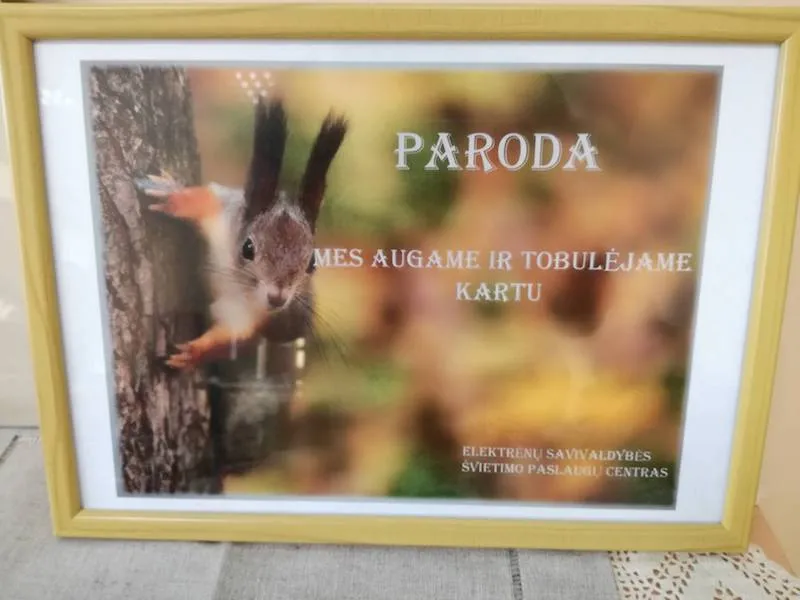 PARODA
MES AUGAME IR TOBULĖJAME
KARTU
ELEKTRĖNŲ SAVIVALDYBĖS
ŠVIETIMO PASLAUGŲ CENTRAS